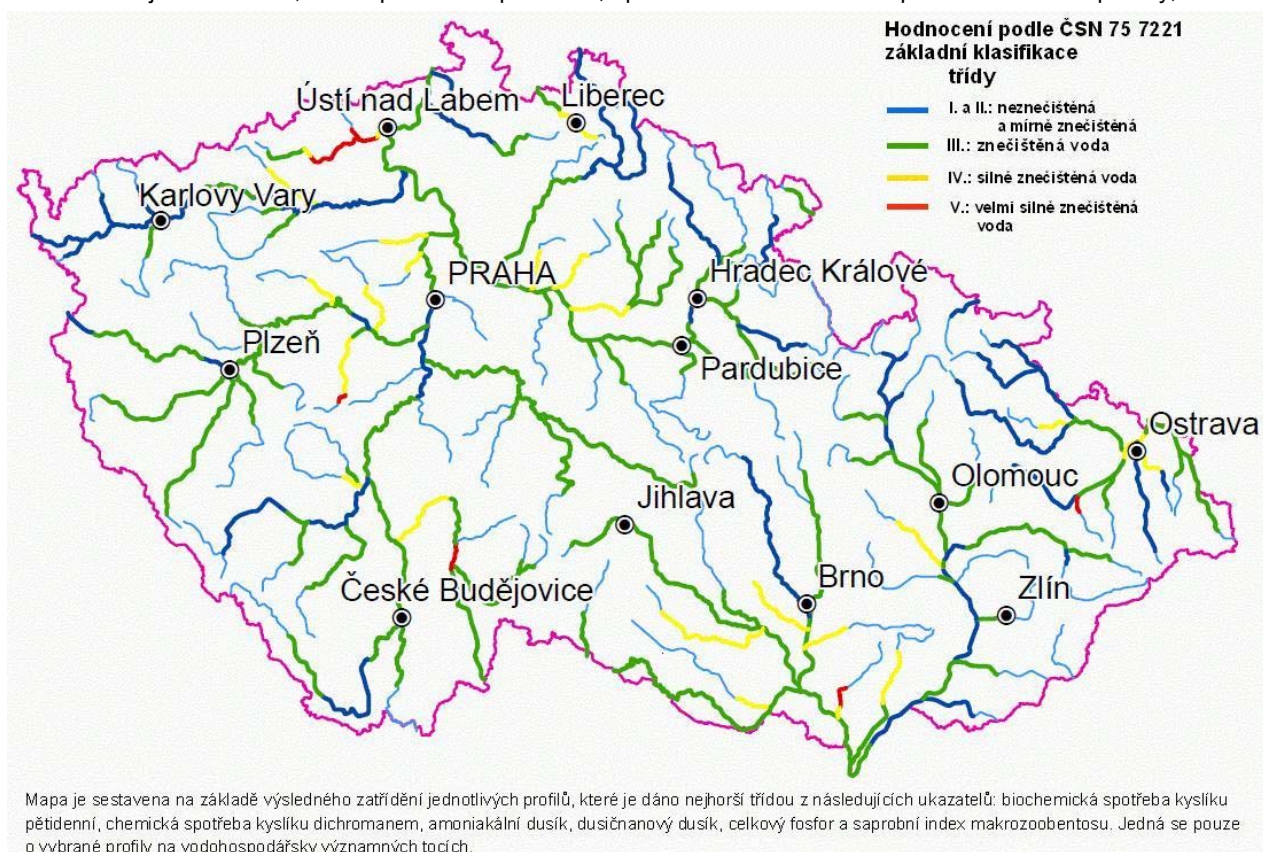 Hodnocení podle ČSN 75 7221
základní klasifikace
třídy
I. a II.: neznečištěná
a mírně znečištěná
III.: znečištěná voda
IV.: silně znečištěná voda
V.: velmi silně znečištěná
voda
Ústí nad Labem
Liberec
Karlovy Vary
PRAHA
Hradec Králové
Plzeň
Pardubice
Ostrava
Olomouc
Jihlava
Brno
Zlín
České Budějovice
Mapa je sestavena na základě výsledného zatřídění jednotlivých profilů, které je dáno nejhorší třídou z následujících ukazatelů: biochemická spotřeba kyslíku
pětidenní, chemická spotřeba kyslíku dichromanem, amoniakální dusík, dusičnanový dusík, celkový fosfor a saprobní index makrozoobentosu. Jedná se pouze
o vybrané profily na vodohospodářsky významných tocích.